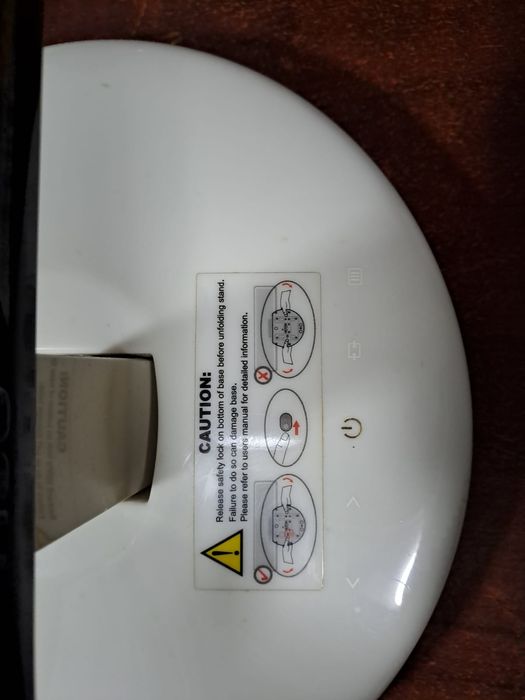 CAUTION:
Release safety lock on bottom of base before unfolding stand.
Failure to do so can damage base.
Please refer to users manual for detailed information.